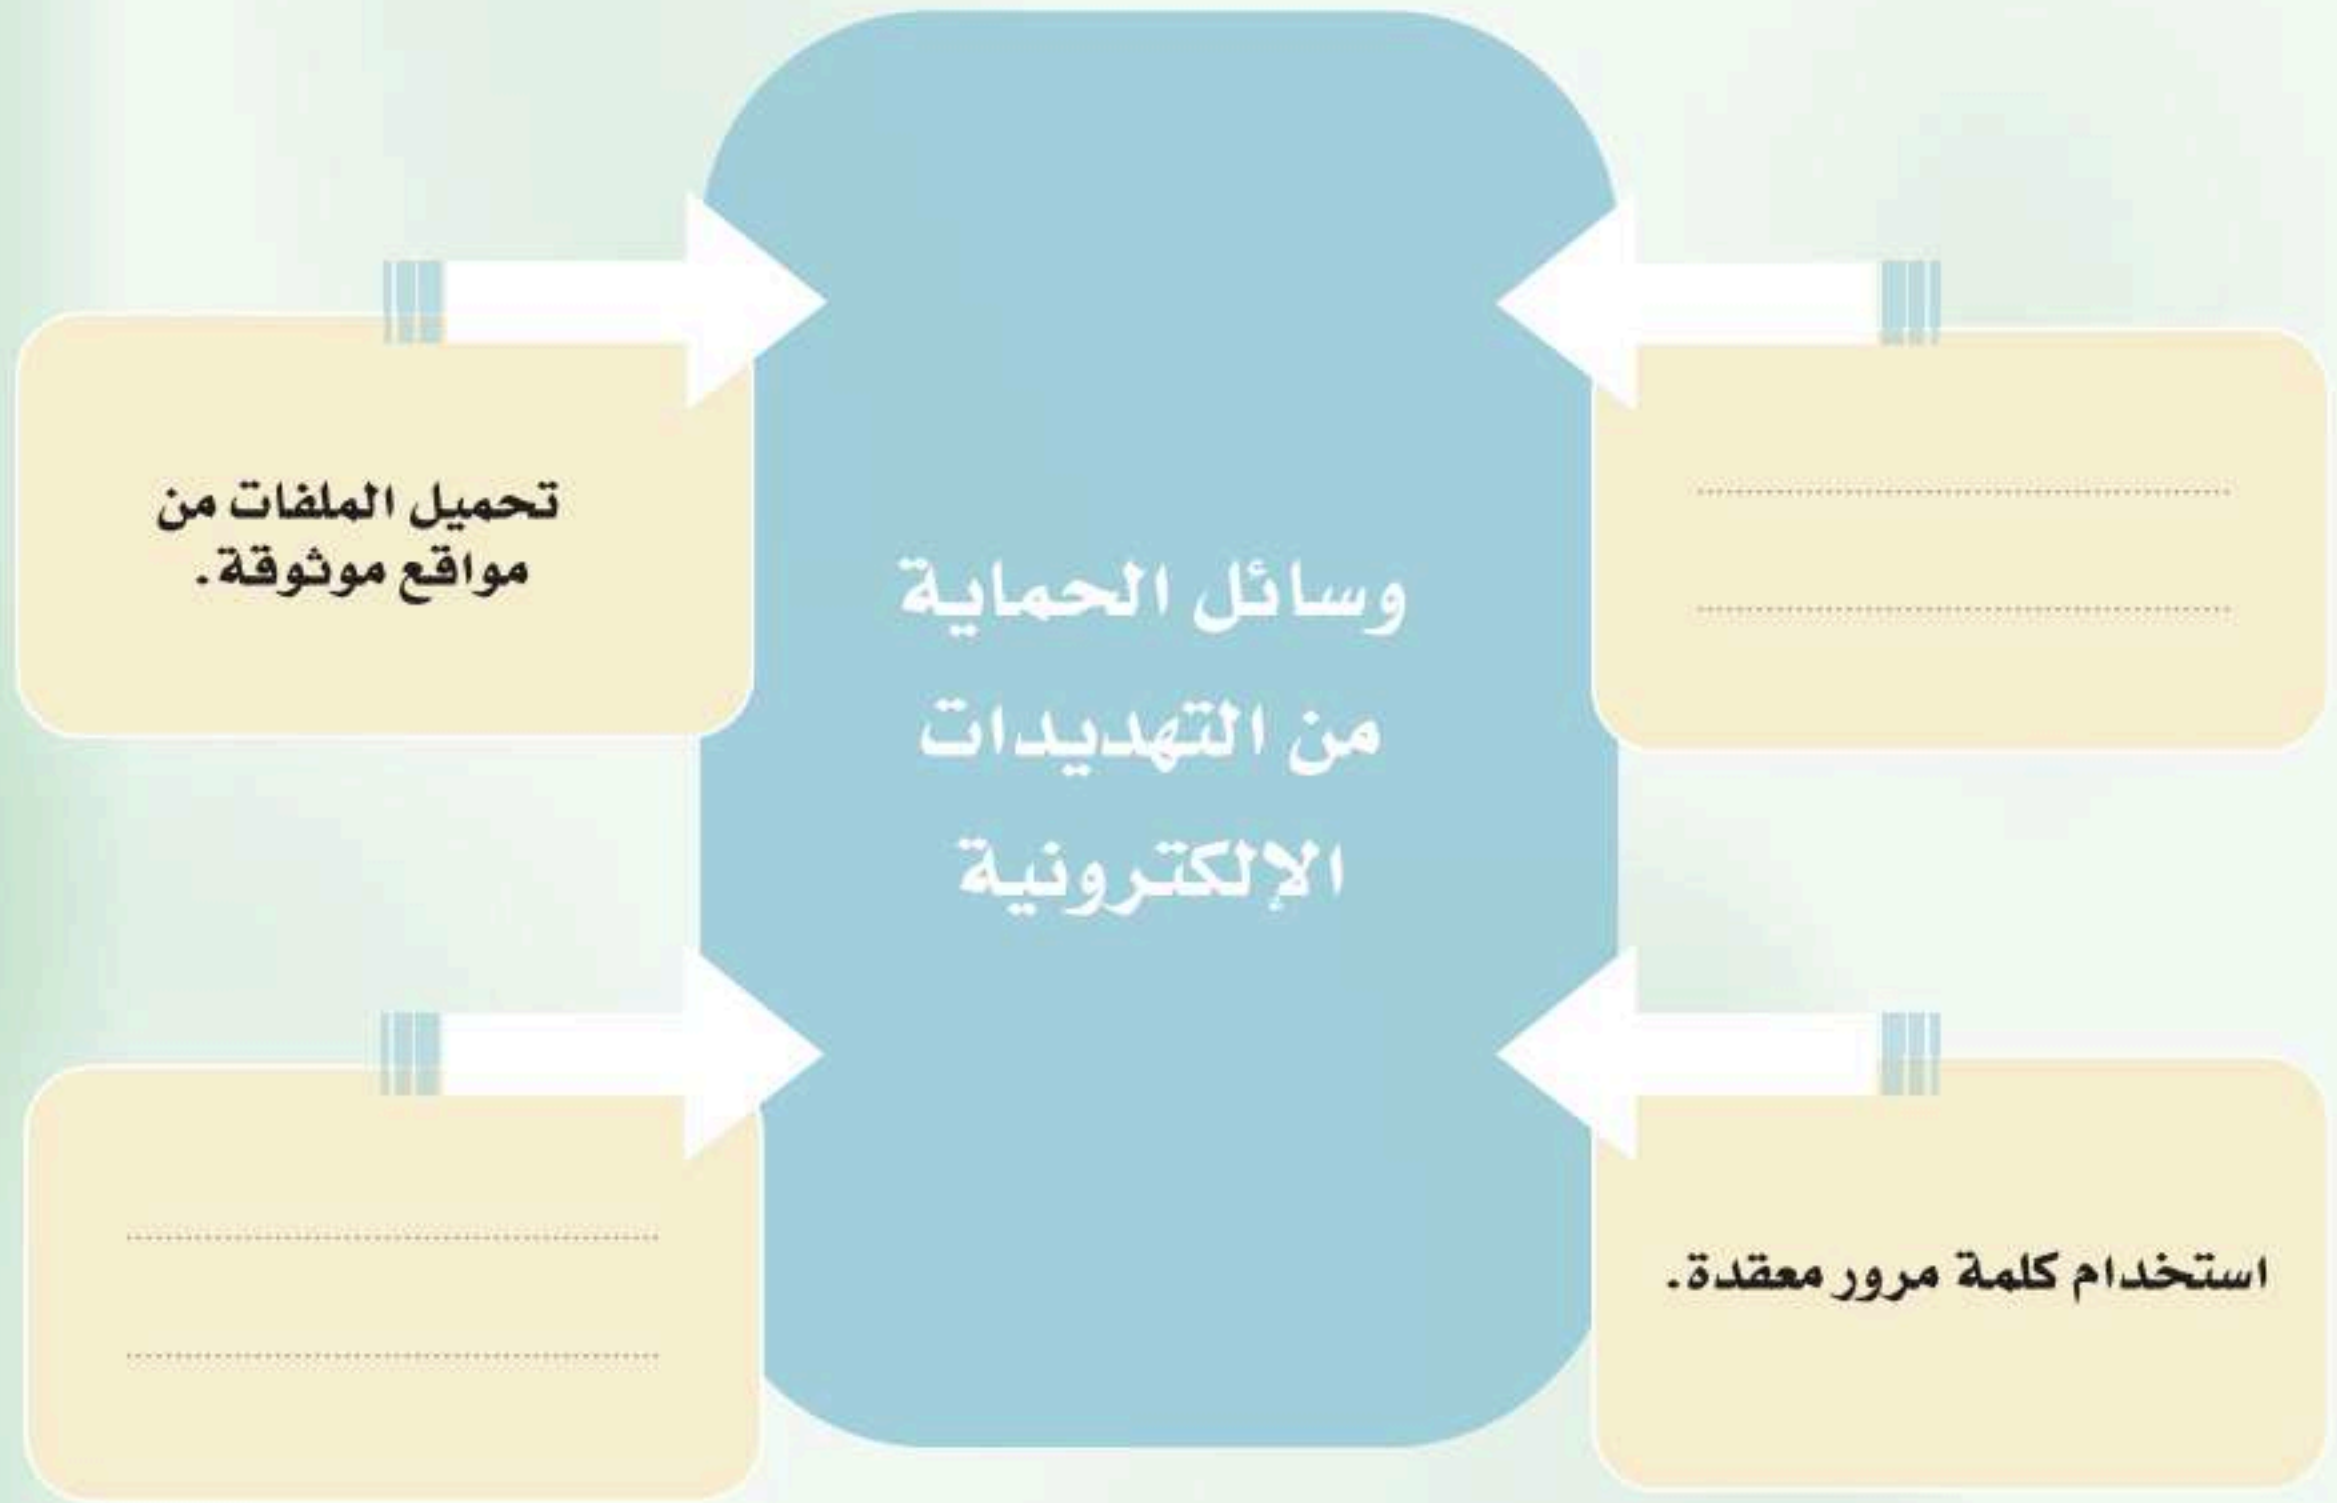 وسائل الحماية
من التهديدات
الإلكترونية
تحميل الملفات من
مواقع موثوقة.
استخدام كلمة مرور معقدة.